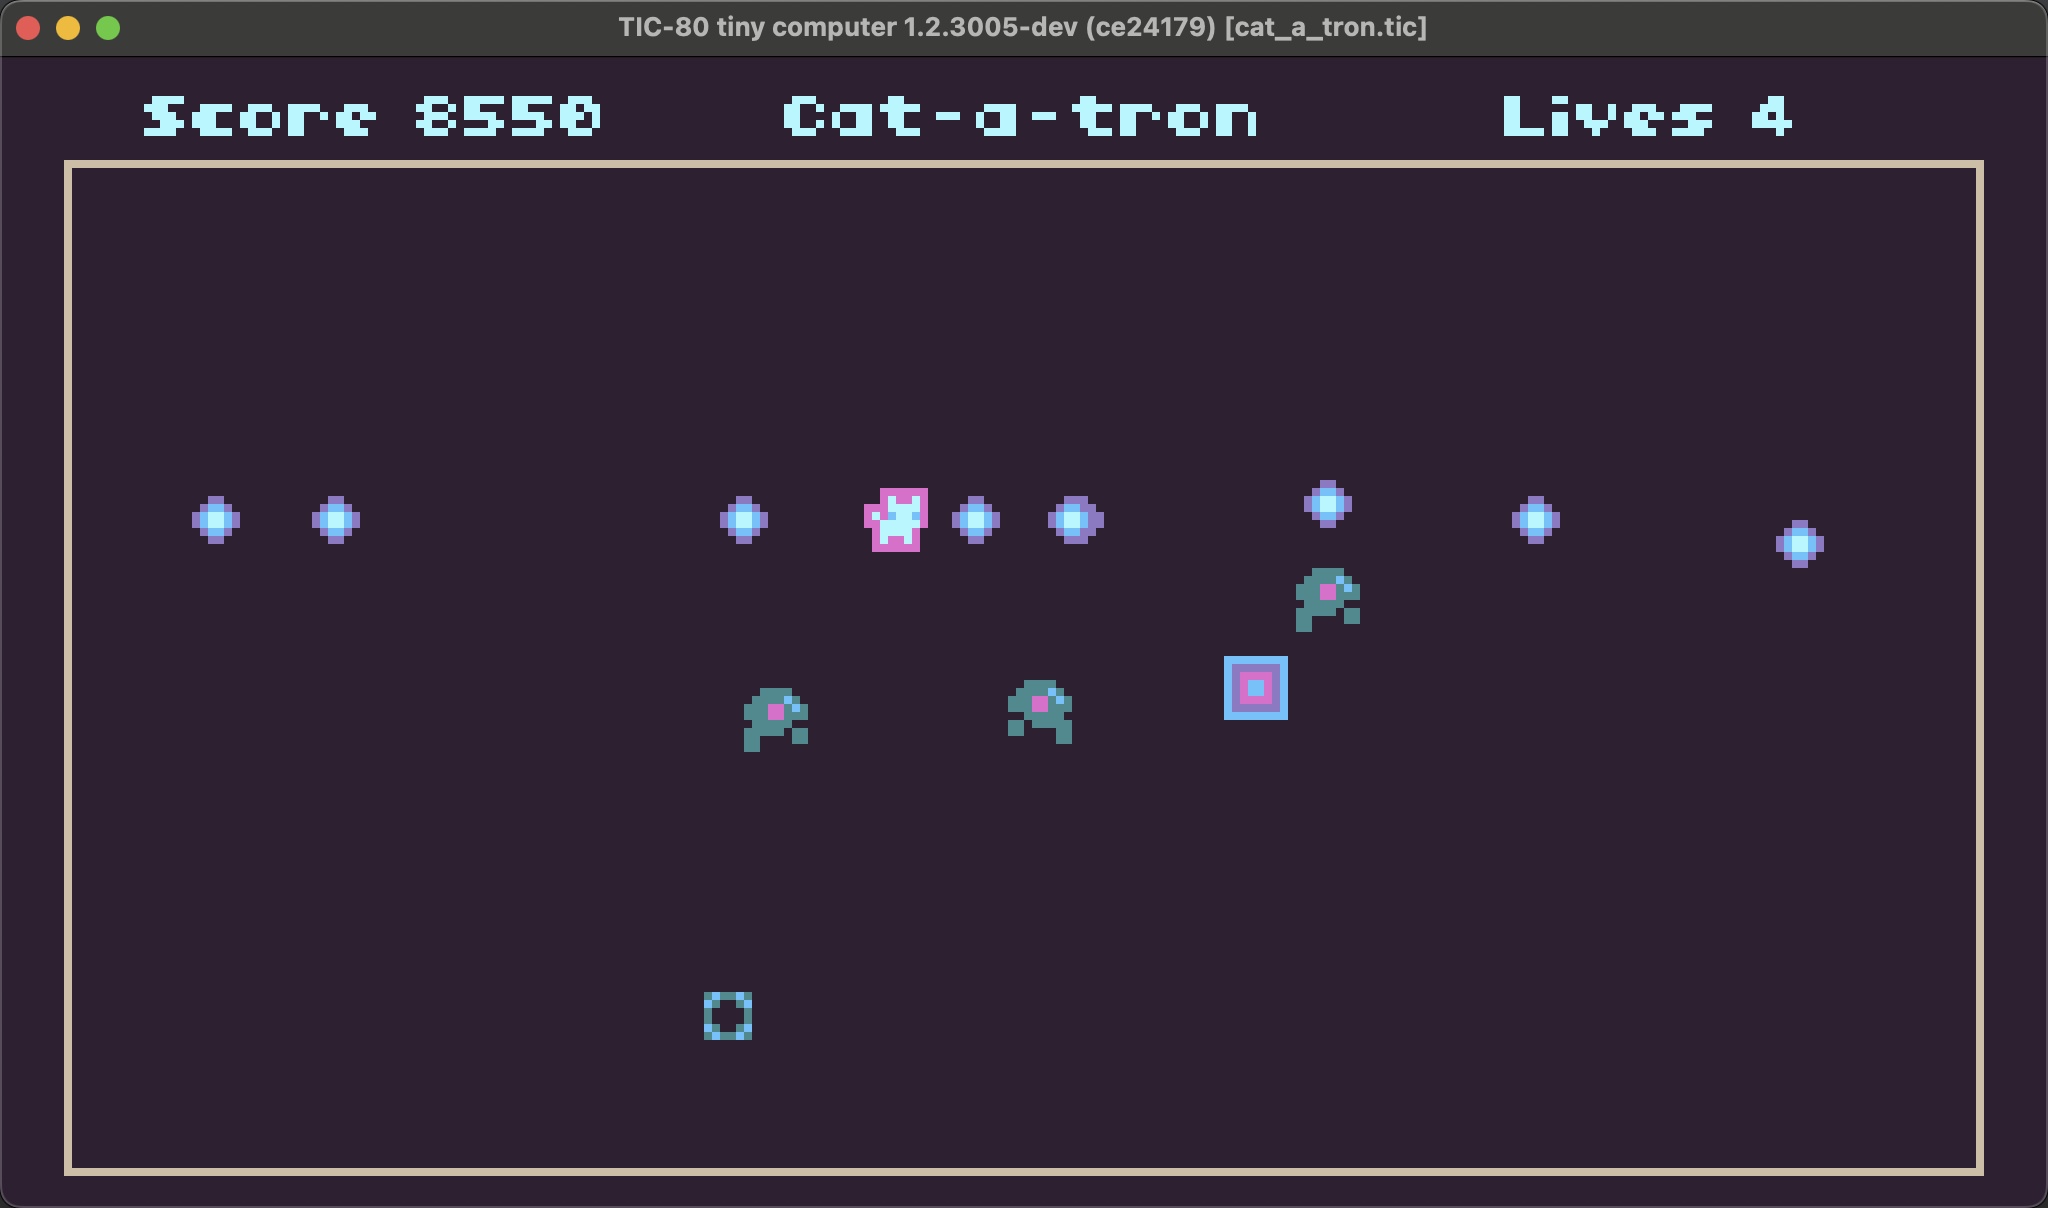 TIC-80 tiny computer 1.2.3005-dev (ce24179) [cat_a_tron.tic]
Score 8550 Cat-a-tron Lives 4